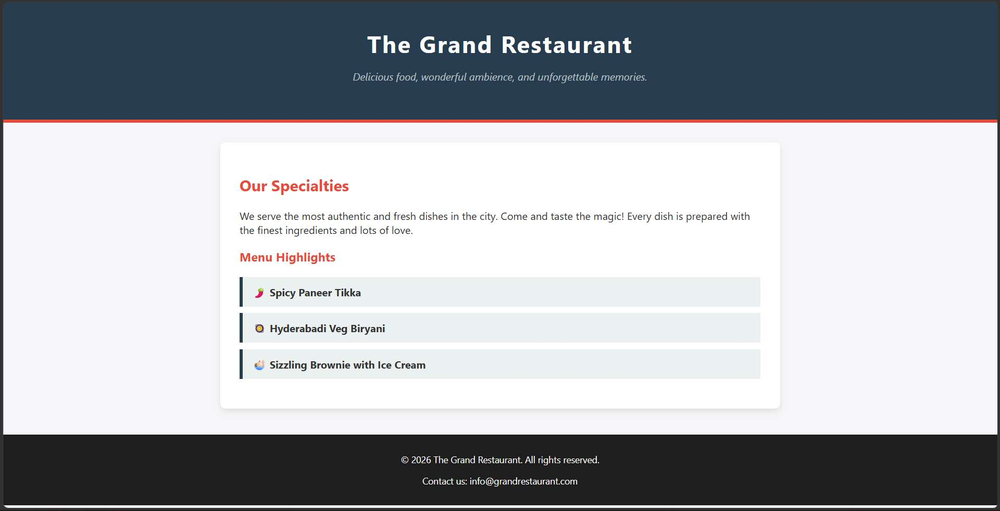 The Grand Restaurant
Delicious food, wonderful ambience, and unforgettable memories.
Our Specialties
We serve the most authentic and fresh dishes in the city. Come and taste the magic! Every dish is prepared with
the finest ingredients and lots of love.
Menu Highlights
🌶️ Spicy Paneer Tikka
🥘 Hyderabadi Veg Biryani
🍨 Sizzling Brownie with Ice Cream
© 2026 The Grand Restaurant. All rights reserved.
Contact us: info@grandrestaurant.com